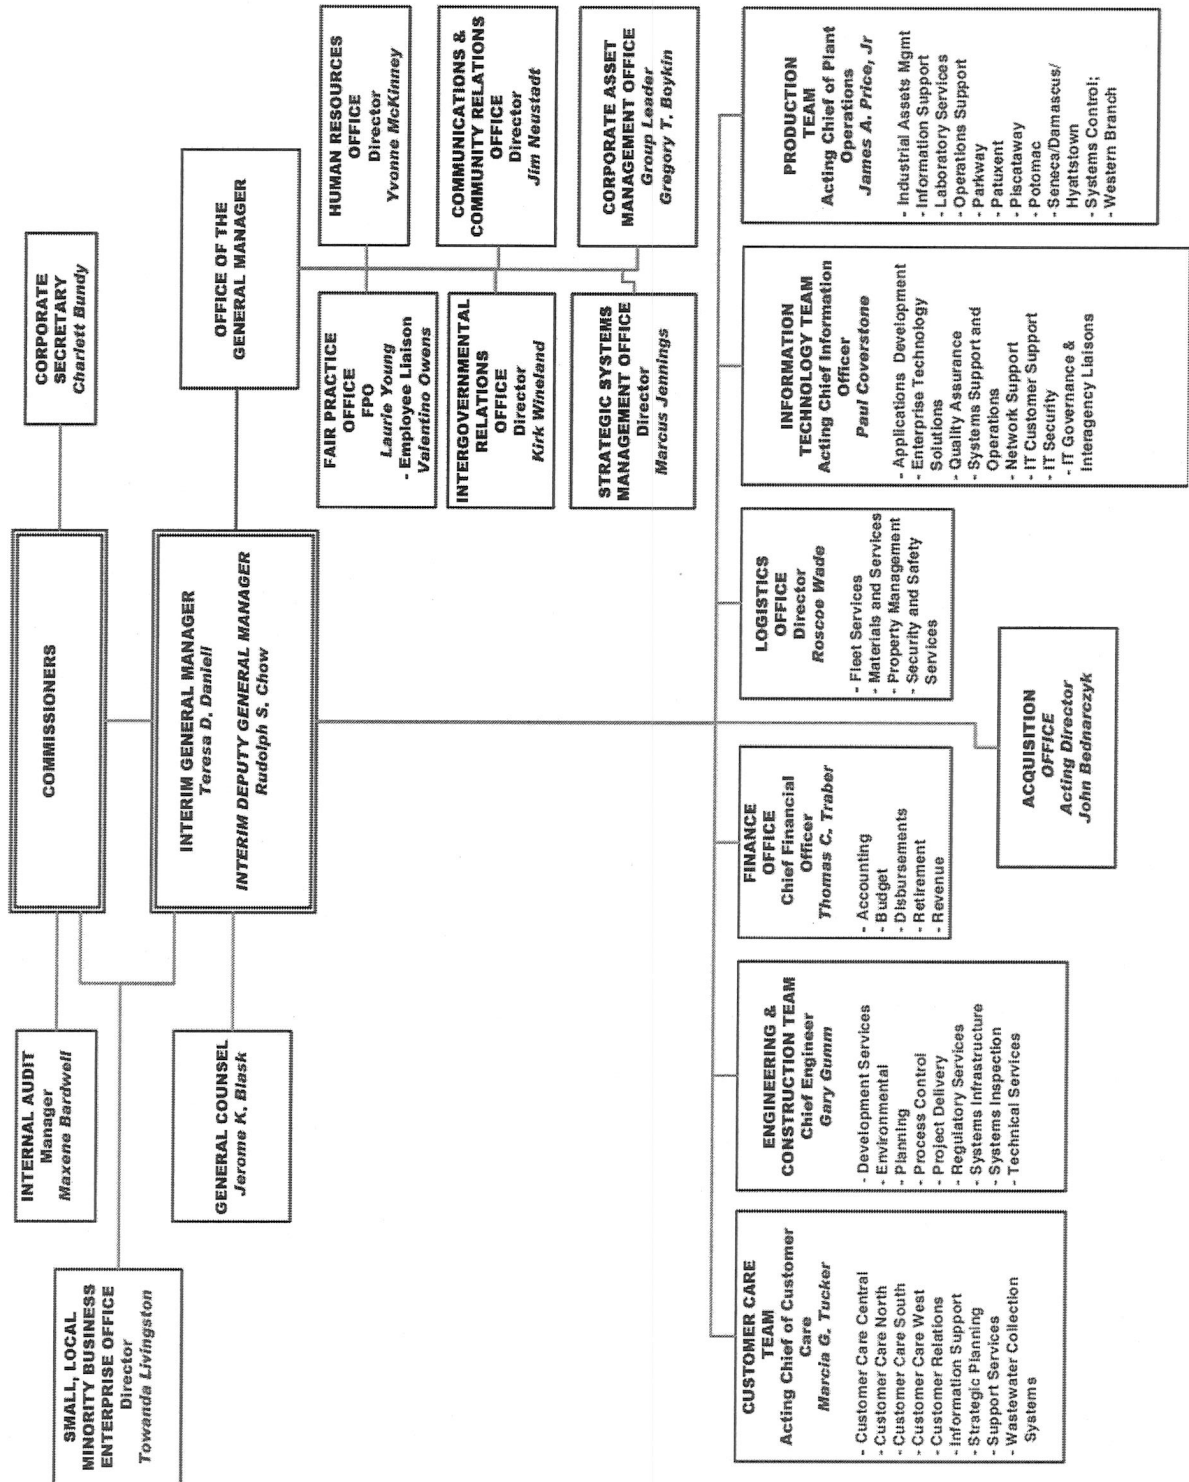 COMMISSIONERS
CORPORATE
SECRETARY
Charlett Bundy
INTERNAL AUDIT
Manager
Maxene Bardwell
SMALL, LOCAL
MINORITY BUSINESS
ENTERPRISE OFFICE
Director
Towanda Livingston
INTERIM GENERAL MANAGER
Teresa D. Daniell
INTERIM DEPUTY GENERAL MANAGER
Rudolph S. Chow
GENERAL COUNSEL
Jerome K. Blask
OFFICE OF THE
GENERAL MANAGER
FAIR PRACTICE
OFFICE
FPO
Laurie Young
- Employee Liaison
Valentino Owens
HUMAN RESOURCES
OFFICE
Director
Yvonne McKinney
INTERGOVERNMENTAL
RELATIONS
OFFICE
Director
Kirk Wineland
COMMUNICATIONS &
COMMUNITY RELATIONS
OFFICE
Director
Jim Neustadt
STRATEGIC SYSTEMS
MANAGEMENT OFFICE
Director
Marcus Jennings
CORPORATE ASSET
MANAGEMENT OFFICE
Group Leader
Gregory T. Boykin
CUSTOMER CARE
TEAM
Acting Chief of Customer
Care
Marcia G. Tucker
- Customer Care Central
- Customer Care North
- Customer Care South
- Customer Care West
- Customer Relations
- Information Support
- Strategic Planning
- Support Services
- Wastewater Collection
Systems
ENGINEERING &
CONSTRUCTION TEAM
Chief Engineer
Gary Gumm
- Development Services
- Environmental
- Planning
- Process Control
- Project Delivery
- Regulatory Services
- Systems Infrastructure
- Systems Inspection
- Technical Services
FINANCE
OFFICE
Chief Financial
Officer
Thomas C. Traber
- Accounting
- Budget
- Disbursements
- Retirement
- Revenue
LOGISTICS
OFFICE
Director
Roscoe Wade
- Fleet Services
- Materials and Services
- Property Management
- Security and Safety
Services
INFORMATION
TECHNOLOGY TEAM
Acting Chief Information
Officer
Paul Coverstone
- Applications Development
- Enterprise Technology
Solutions
- Quality Assurance
- Systems Support and
Operations
- Network Support
- IT Customer Support
- IT Security
- IT Governance &
Interagency Liaisons
PRODUCTION
TEAM
Acting Chief of Plant
Operations
James A. Price, Jr
- Industrial Assets Mgmt
- Information Support
- Laboratory Services
- Operations Support
- Parkway
- Patuxent
- Piscataway
- Potomac
- Seneca/Damascus/
Hyattstown
- Systems Control;
- Western Branch
ACQUISITION
OFFICE
Acting Director
John Bednarczyk